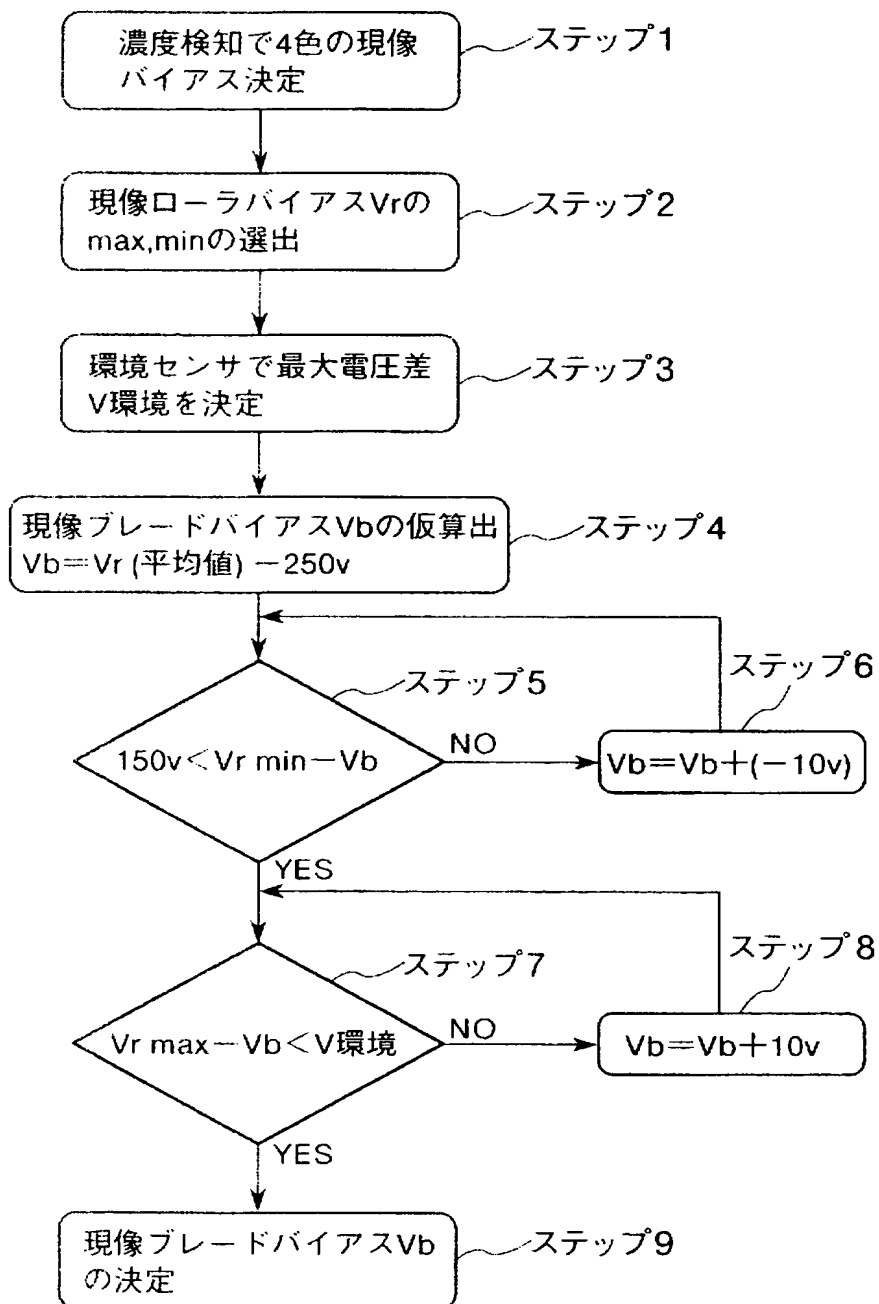 濃度検知で4色の現像
バイアス決定
ステップ1
現像ローラバイアスVrの
max,minの選出
ステップ2
環境センサで最大電圧差
V環境を決定
ステップ3
現像ブレードバイアスVbの仮算出
Vb＝Vr (平均値) －250v
ステップ4
ステップ5
150v＜Vr min－Vb
NO
ステップ6
Vb＝Vb＋(－10v)
YES
ステップ7
Vr max－Vb＜V環境
NO
ステップ8
Vb＝Vb＋10v
YES
現像ブレードバイアスVb
の決定
ステップ9